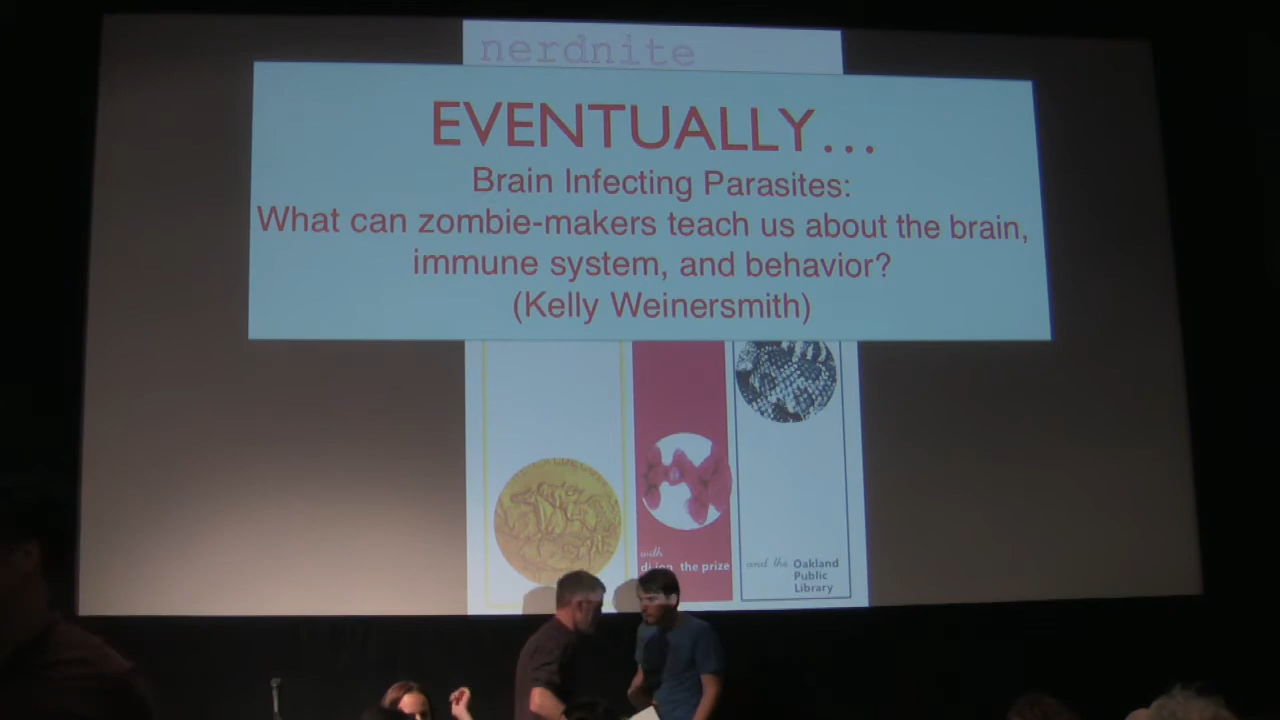 nerdnite
EVENTUALLY...
Brain Infecting Parasites:
What can zombie-makers teach us about the brain,
immune system, and behavior?
(Kelly Weinersmith)
with
the prize
and the Oakland
Public
Library